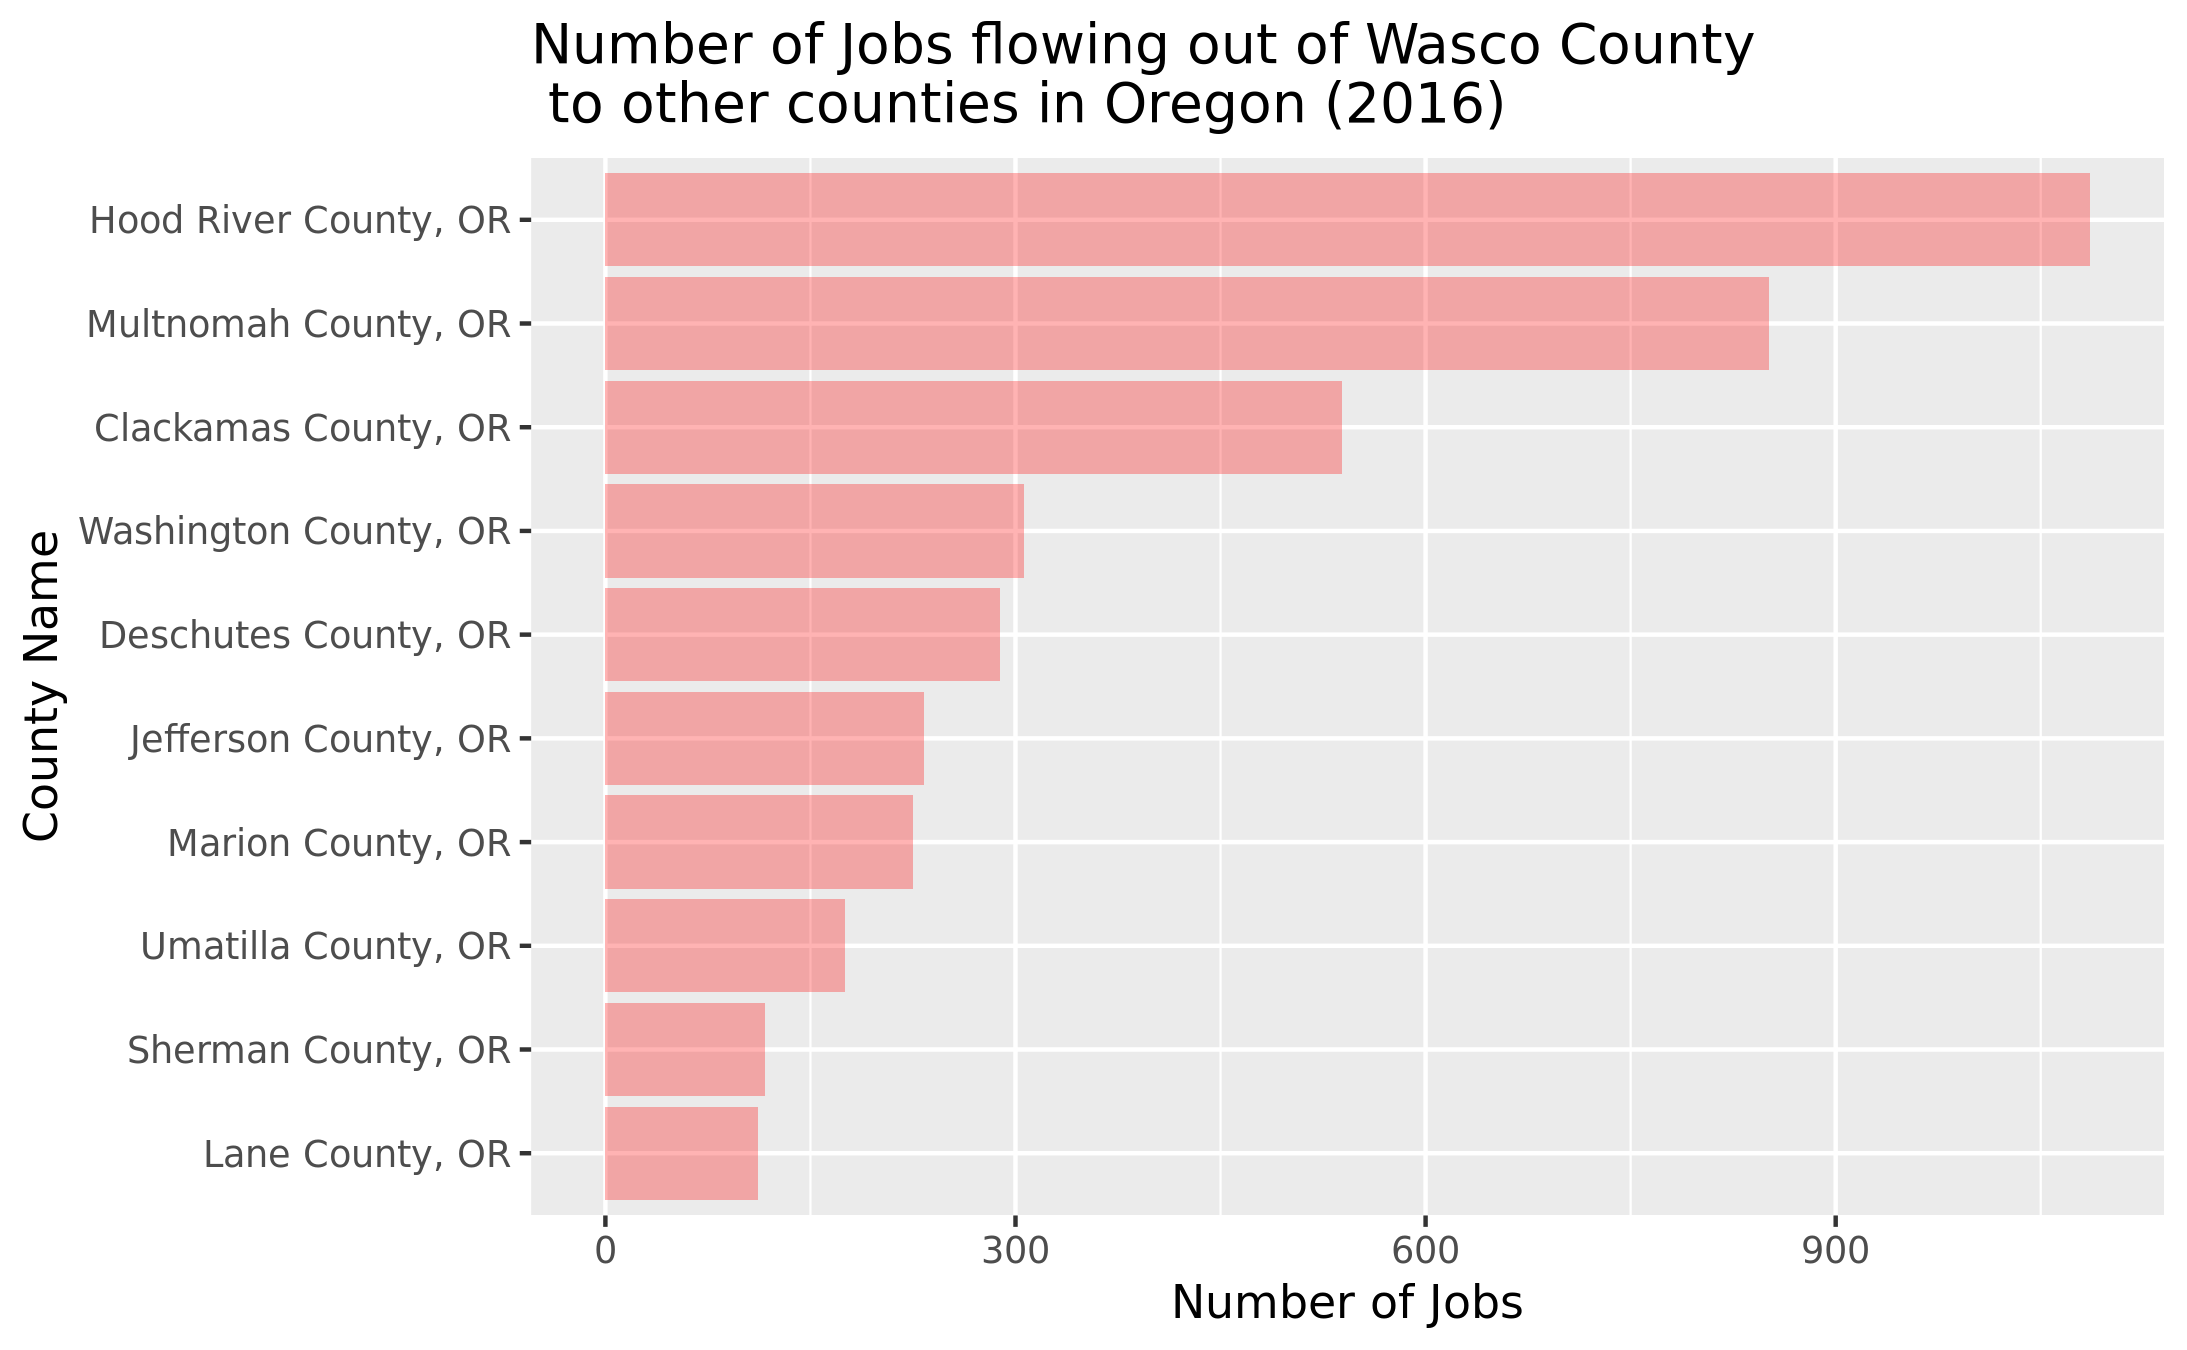 Number of Jobs flowing out of Wasco County
to other counties in Oregon (2016)
Hood River County, OR
Multnomah County, OR
Clackamas County, OR
Washington County, OR
Deschutes County, OR
Jefferson County, OR
Marion County, OR
Umatilla County, OR
Sherman County, OR
Lane County, OR
County Name
0 300 600 900
Number of Jobs